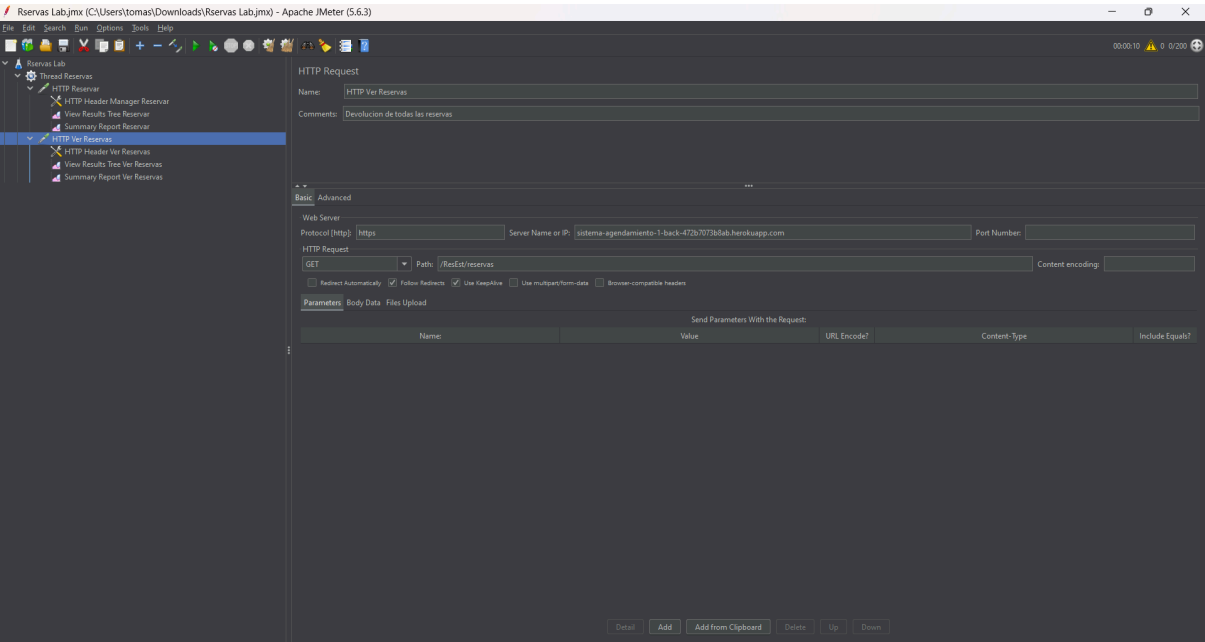 Rservas Lab.jmx (C:\Users\tomas\Downloads\Rservas Lab.jmx) - Apache JMeter (5.6.3)
File Edit Search Run Options Tools Help
00:00:10 0 0/200
Rservas Lab
Thread Reservas
HTTP Reservar
HTTP Header Manager Reservar
View Results Tree Reservar
Summary Report Reservar
HTTP Ver Reservas
HTTP Header Ver Reservas
View Results Tree Ver Reservas
Summary Report Ver Reservas
HTTP Request
Name: HTTP Ver Reservas
Comments: Devolucion de todas las reservas
Basic Advanced
Web Server
Protocol [http]: https Server Name or IP: sistema-agendamiento-1-back-472b7073b8ab.herokuapp.com Port Number:
HTTP Request
GET Path: /ResEst/reservas Content encoding:
Redirect Automatically Follow Redirects Use KeepAlive Use multipart/form-data Browser-compatible headers
Parameters Body Data Files Upload
Send Parameters With the Request:
Name: Value URL Encode? Content-Type Include Equals?
Detail Add Add from Clipboard Delete Up Down